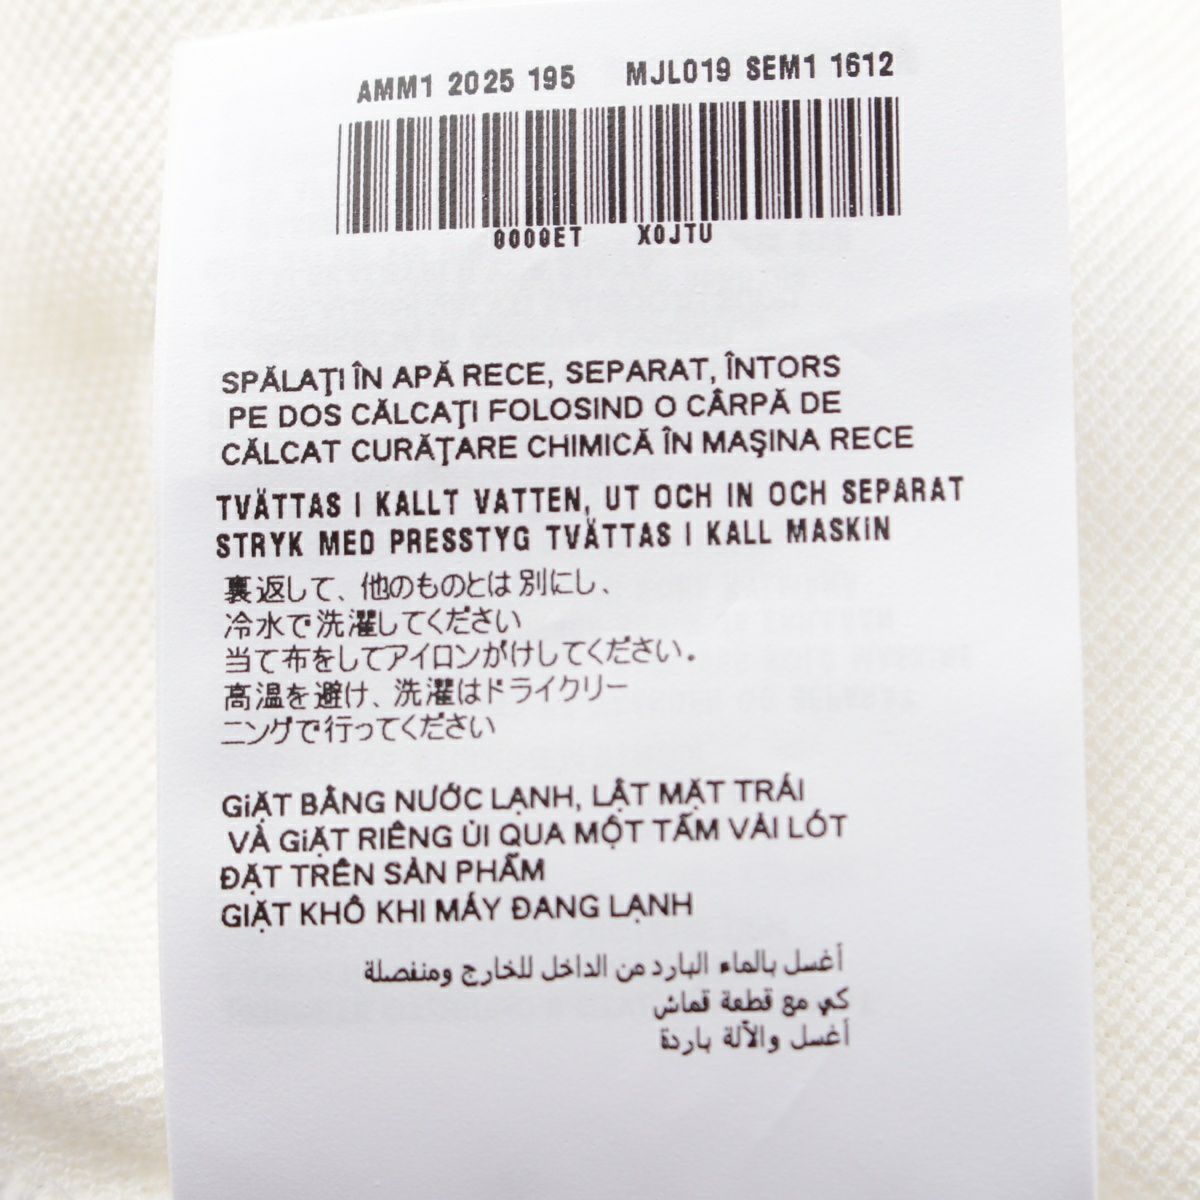 AMM1 2025 195 MJL019 SEM1 1612
0000ET X0JTU
SPĂLAȚI ÎN APĂ RECE, SEPARAT, ÎNTORS
PE DOS CĂLCAȚI FOLOSIND O CÂRPĂ DE
CĂLCAT CURĂȚARE CHIMICĂ ÎN MAŞINA RECE
TVÄTTAS I KALLT VATTEN, UT OCH IN OCH SEPARAT
STRYK MED PRESSTYG TVÄTTAS I KALL MASKiN
裏返して、他のものとは別にし、
冷水で洗濯してください
当て布をしてアイロンがけしてください。
高温を避け、洗濯はドライクリー
ニングで行ってください
GiẶT BẰNG NƯỚC LẠNH, LẬT MẶT TRÁI
VÀ GiẶT RIÊNG ỦI QUA MỘT TẤM VẢI LÓT
ĐẶT TRÊN SẢN PHẨM
GIẶT KHÔ KHI MÁY ĐANG LẠNH
أغسل بالماء البارد من الداخل للخارج ومنفصلة
كي مع قطعة قماش
أغسل والآلة باردة